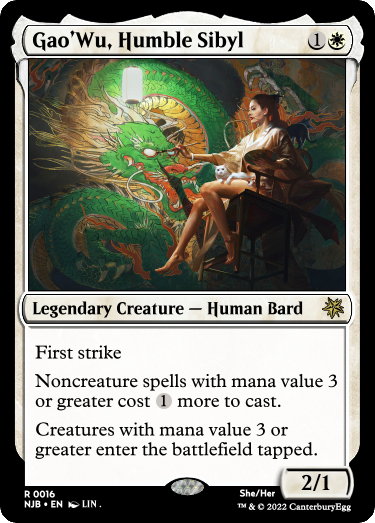 Gao'Wu, Humble Sibyl 1
Legendary Creature — Human Bard
First strike
Noncreature spells with mana value 3
or greater cost 1 more to cast.
Creatures with mana value 3 or
greater enter the battlefield tapped.
2/1
R 0016
NJB • EN LIN .
She/Her
™ & © 2022 CanterburyEgg